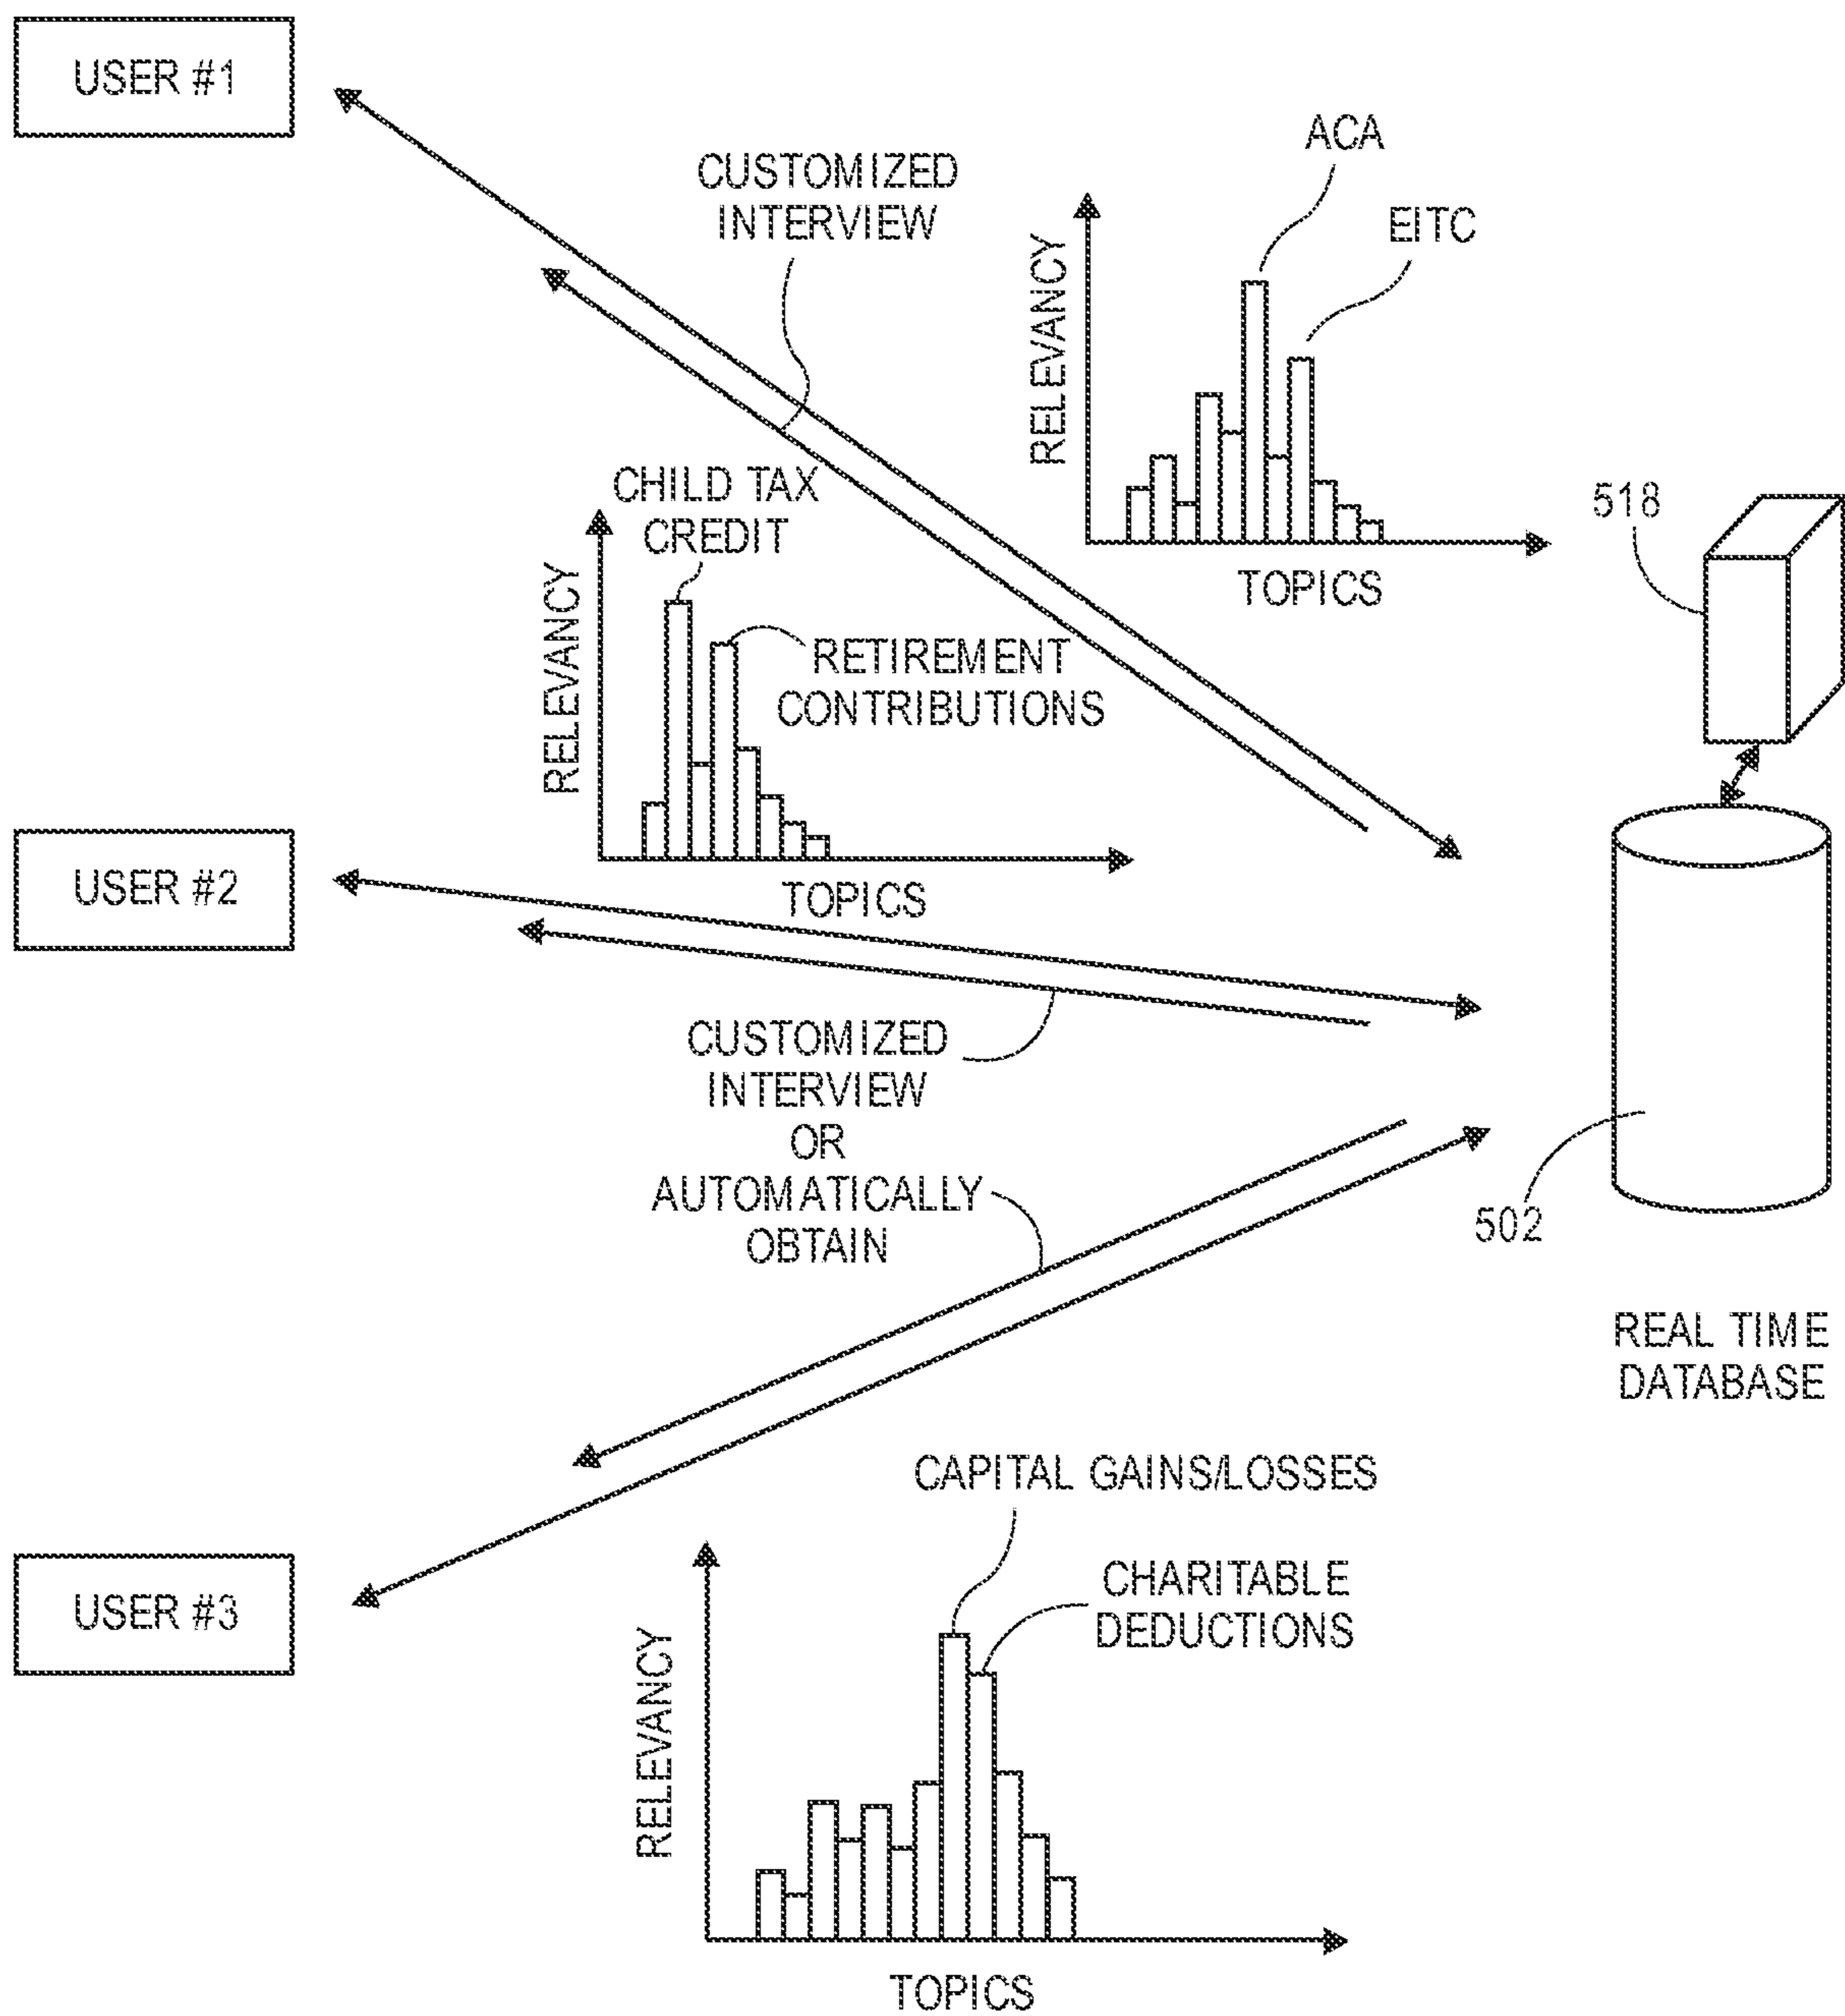 USER #1
CUSTOMIZED
INTERVIEW
ACA
EITC
RELEVANCY
TOPICS
CHILD TAX
CREDIT
RETIREMENT
CONTRIBUTIONS
RELEVANCY
TOPICS
518
USER #2
CUSTOMIZED
INTERVIEW
OR
AUTOMATICALLY
OBTAIN
502
REAL TIME
DATABASE
USER #3
CAPITAL GAINS/LOSSES
CHARITABLE
DEDUCTIONS
RELEVANCY
TOPICS